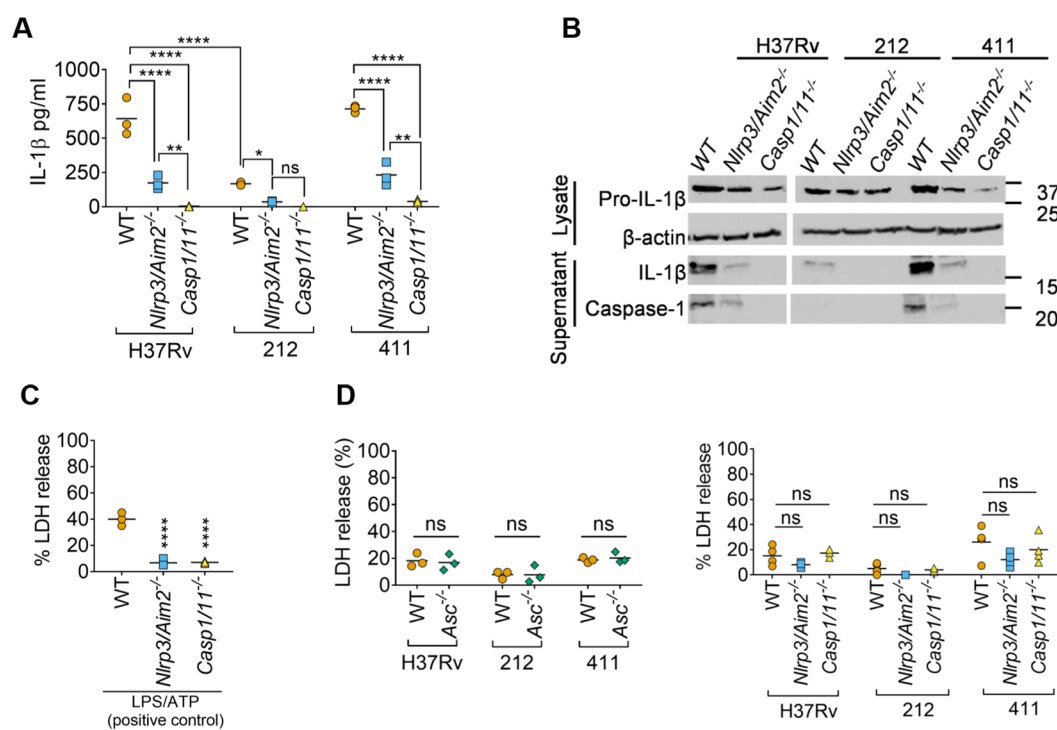 A
****
****
**** ****
****
** ** * ns
IL-1β pg/ml
1000
750
500
250
0
WT Nlrp3/Aim2-/- Casp1/11-/- WT Nlrp3/Aim2-/- Casp1/11-/- WT Nlrp3/Aim2-/- Casp1/11-/-
H37Rv 212 411
B
H37Rv 212 411
WT Nlrp3/Aim2-/- Casp1/11-/- WT Nlrp3/Aim2-/- Casp1/11-/- WT Nlrp3/Aim2-/- Casp1/11-/-
Lysate
Pro-IL-1β 37
25
β-actin
Supernatant
IL-1β
15
Caspase-1
20
C
% LDH release
100
80
60
40
20
0
**** ****
WT Nlrp3/Aim2-/- Casp1/11-/-
LPS/ATP
(positive control)
D
LDH release (%)
100
80
60
40
20
0
ns ns ns
WT Asc-/- WT Asc-/- WT Asc-/-
H37Rv 212 411
% LDH release
100
80
60
40
20
0
ns ns ns
ns ns ns
WT Nlrp3/Aim2-/- Casp1/11-/- WT Nlrp3/Aim2-/- Casp1/11-/- WT Nlrp3/Aim2-/- Casp1/11-/-
H37Rv 212 411